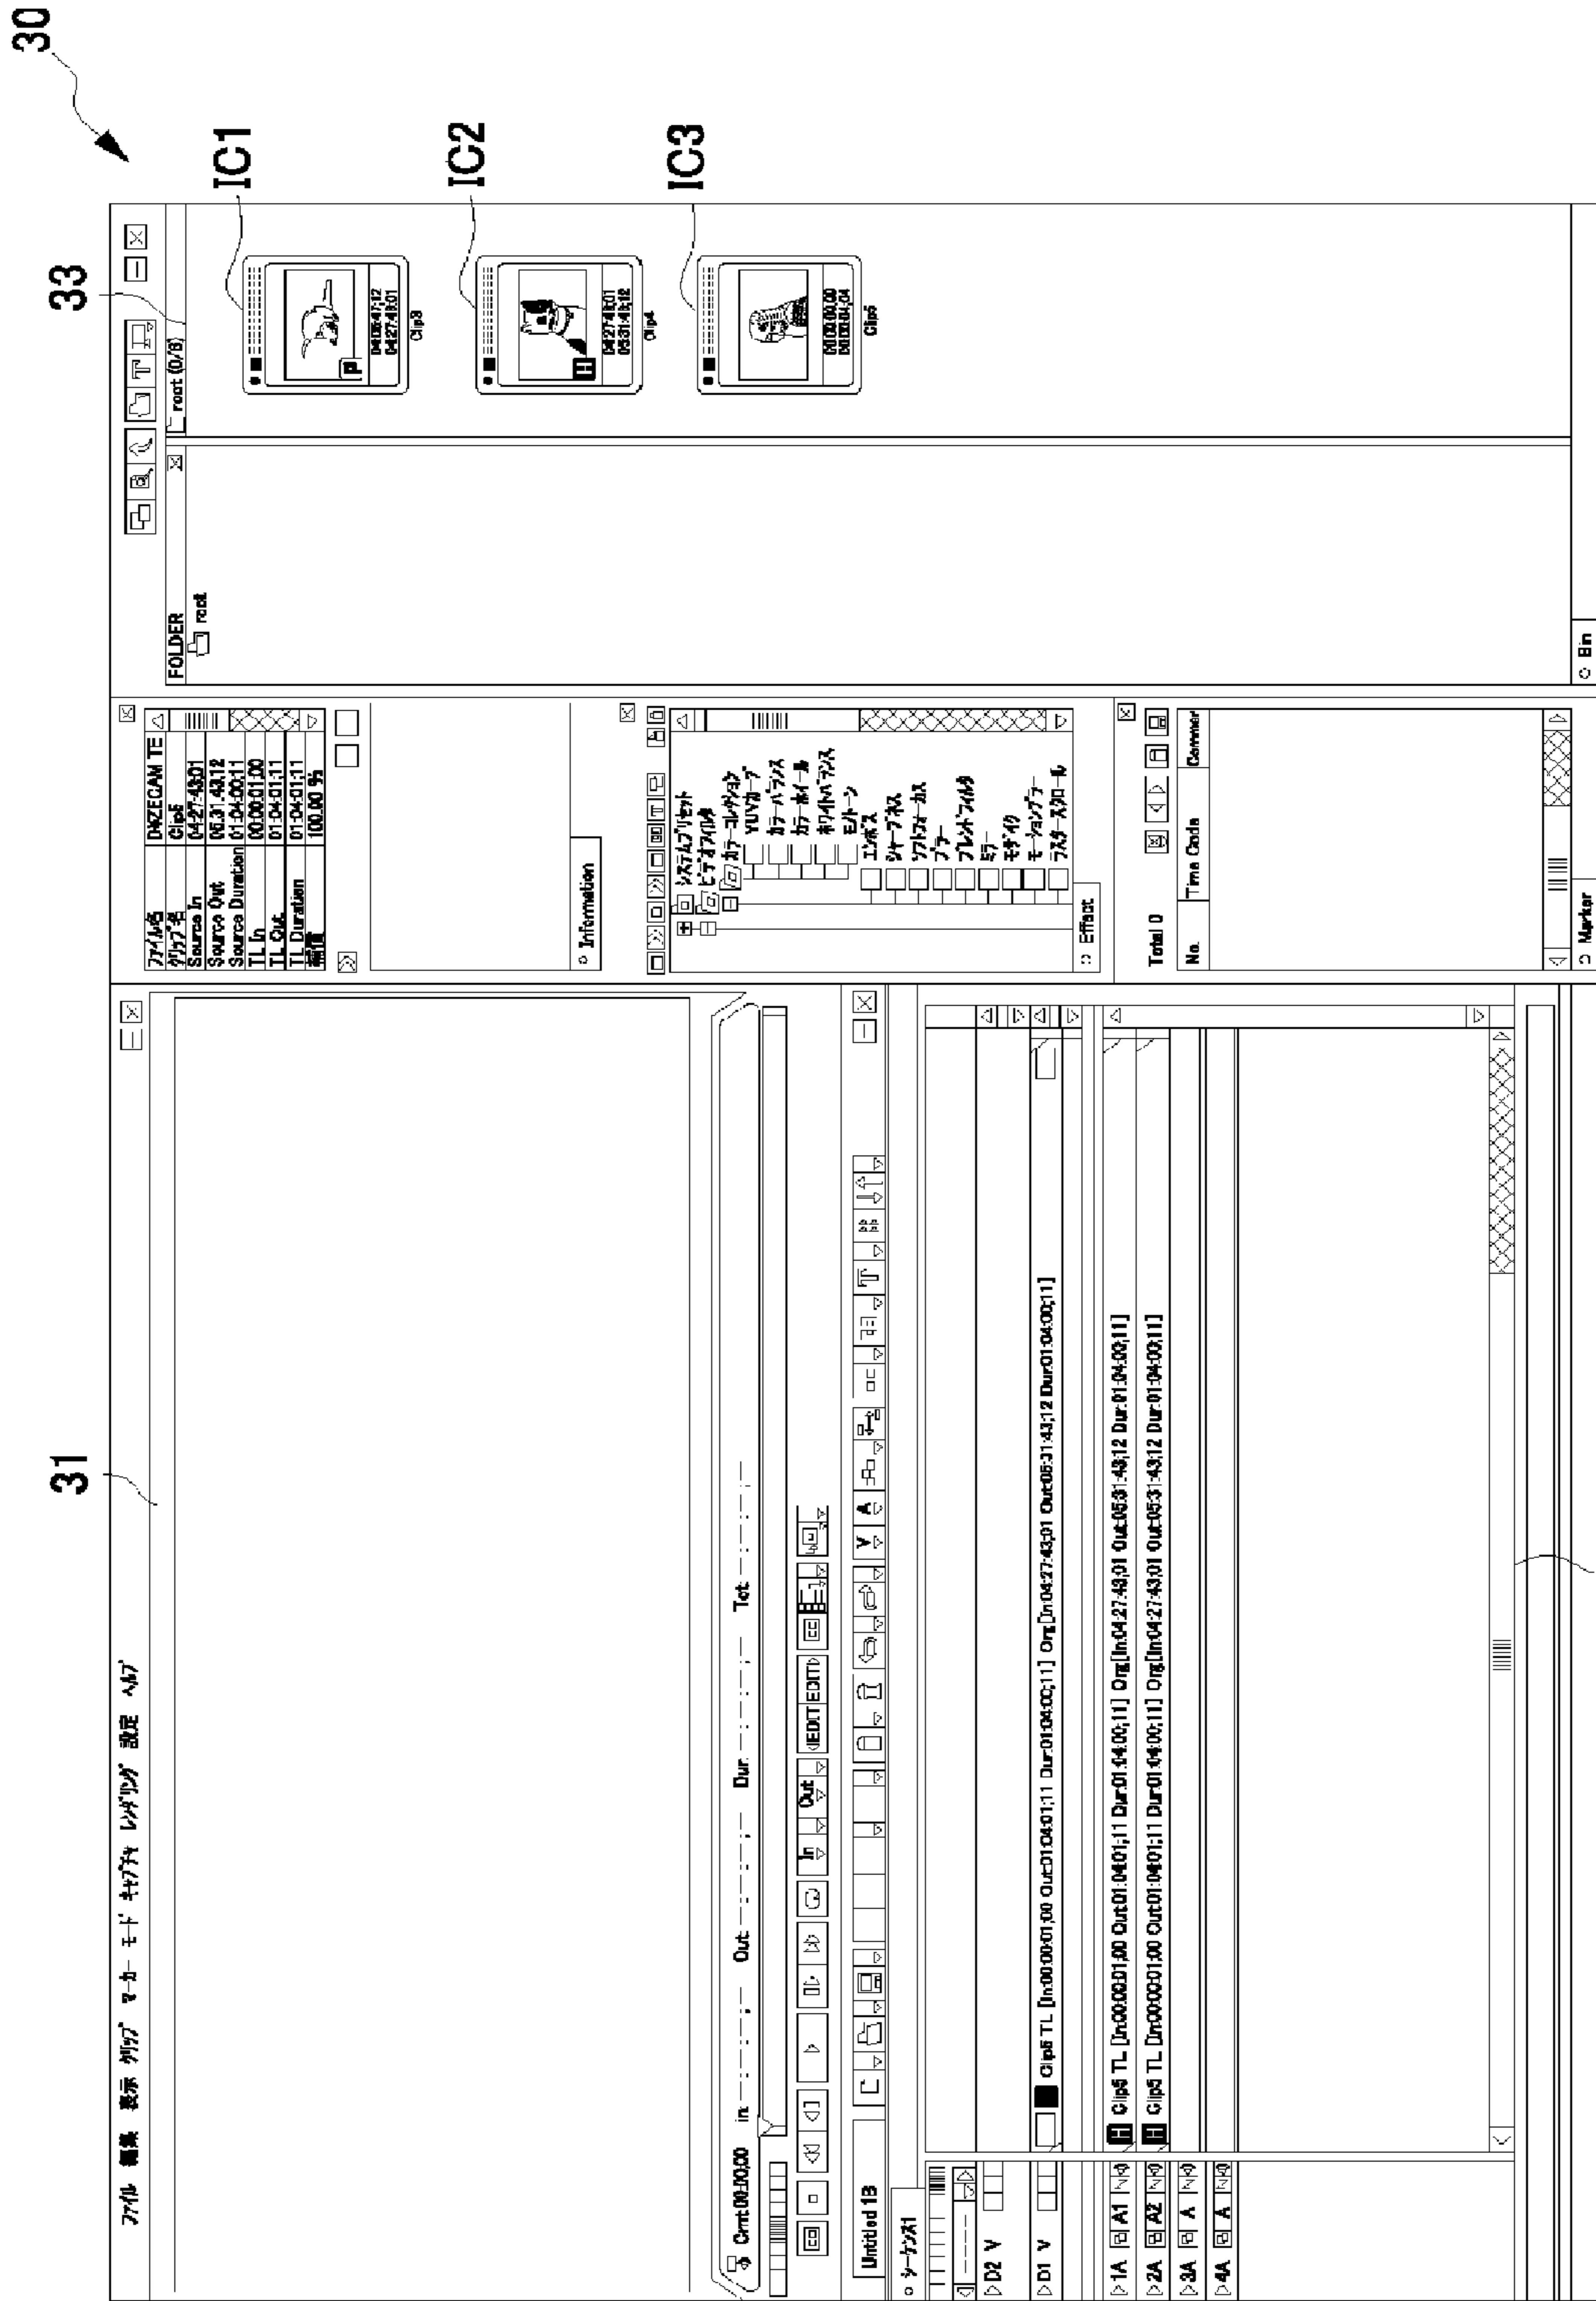 30
31
33
IC1
IC2
IC3
ファイル 編集 表示 クリップ マーカー モード キャプチャ レンダリング 設定 ヘルプ
Crrnt 00:00:00;00 In --:--:--;-- Out --:--:--;-- Dur --:--:--;-- Tot --:--:--;--
In Out EDIT EDIT
Untitled 1B
T
V A
シーケンス1
D2 V
D1 V
Clip5 TL [In:00:00:01;00 Out:01:04:01;11 Dur:01:04:00;11] Org[In:04:27:43;01 Out:05:31:43;12 Dur:01:04:00;11]
1A A1
H Clip5 TL [In:00:00:01;00 Out:01:04:01;11 Dur:01:04:00;11] Org[In:04:27:43;01 Out:05:31:43;12 Dur:01:04:00;11]
2A A2
H Clip5 TL [In:00:00:01;00 Out:01:04:01;11 Dur:01:04:00;11] Org[In:04:27:43;01 Out:05:31:43;12 Dur:01:04:00;11]
3A A
4A A
ファイル名
クリップ名 Clip5
Source In 04:27:43;01
Source Out 05:31:43;12
Source Duration 01:04:00;11
TL In 00:00:01;00
TL Out 01:04:01;11
TL Duration 01:04:01;11
100.00 %
Information
システムプリセット
ビデオフィルタ
カラーコレクション
YUVカーブ
カラーバランス
カラーホイール
ホワイトバランス
モノトーン
エンボス
シャープネス
ソフトフォーカス
ブラー
ブレンドフィルタ
ミラー
モザイク
モーションブラー
ラスタースクロール
Effect
Total 0
No. Time Code Commer
Marker
T
FOLDER
root
root (0/3)
P
Clip3
H
Clip4
00:00:00;00
00:00:04;04
Clip5
Bin